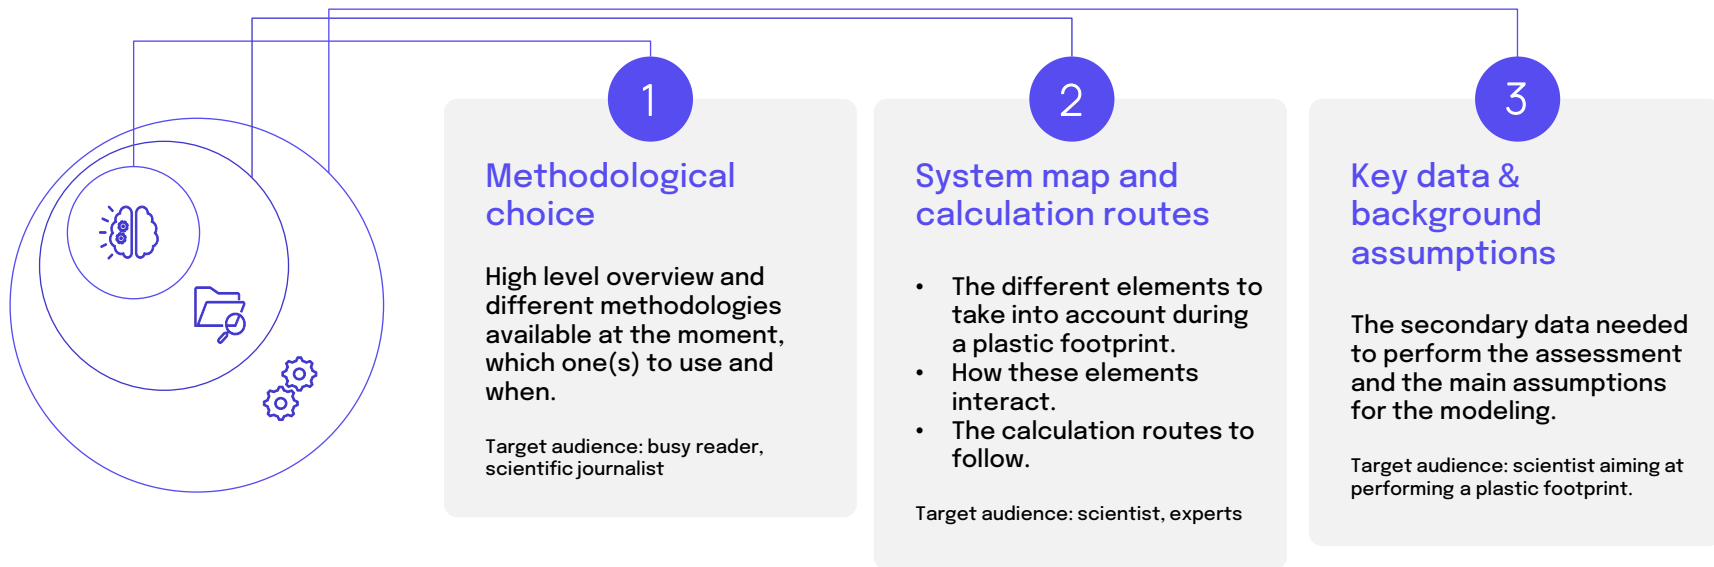 1
Methodological
choice
High level overview and
different methodologies
available at the moment,
which one(s) to use and
when.
Target audience: busy reader,
scientific journalist
2
System map and
calculation routes
• The different elements to
take into account during
a plastic footprint.
• How these elements
interact.
• The calculation routes to
follow.
Target audience: scientist, experts
3
Key data &
background
assumptions
The secondary data needed
to perform the assessment
and the main assumptions
for the modeling.
Target audience: scientist aiming at
performing a plastic footprint.